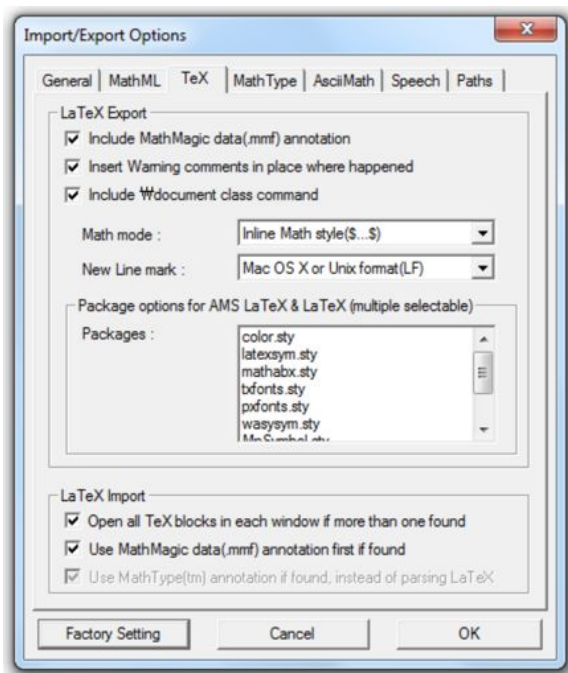 Import/Export Options
General MathML TeX MathType AsciiMath Speech Paths
LaTeX Export
Include MathMagic data(.mmf) annotation
Insert Warning comments in place where happened
Include ₩document class command
Math mode : Inline Math style($...$)
New Line mark : Mac OS X or Unix format(LF)
Package options for AMS LaTeX & LaTeX (multiple selectable)
Packages : color.sty
latexsym.sty
mathabx.sty
txfonts.sty
pxfonts.sty
wasysym.sty
MnSymbol.sty
LaTeX Import
Open all TeX blocks in each window if more than one found
Use MathMagic data(.mmf) annotation first if found
Use MathType(tm) annotation if found, instead of parsing LaTeX
Factory Setting Cancel OK